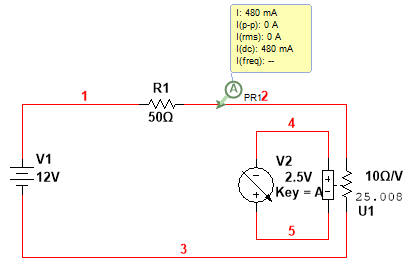 I: 480 mA
I(p-p): 0 A
I(rms): 0 A
I(dc): 480 mA
I(freq): --
A
PR1
2
1
R1
50Ω
4
V1
12V
V2
2.5V
Key = A
10Ω/V
25.008
U1
5
3